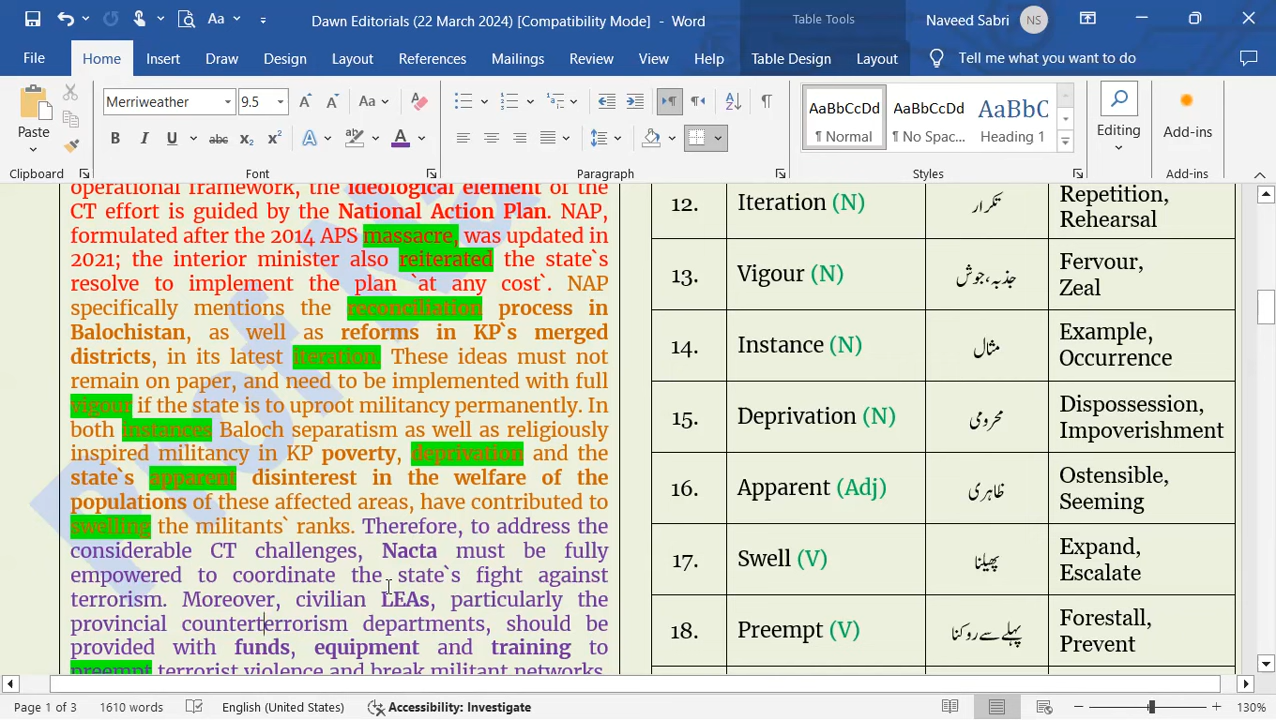 Dawn Editorials (22 March 2024) [Compatibility Mode] - Word
Table Tools
Naveed Sabri NS
File Home Insert Draw Design Layout References Mailings Review View Help Table Design Layout Tell me what you want to do
Merriweather 9.5
Paste
Clipboard Font Paragraph Styles Editing Add-ins
AaBbCcDd AaBbCcDd AaBbCc
¶ Normal ¶ No Spac... Heading 1
operational framework, the ideological element of the
CT effort is guided by the National Action Plan. NAP,
formulated after the 2014 APS massacre, was updated in
2021; the interior minister also reiterated the state`s
resolve to implement the plan `at any cost`. NAP
specifically mentions the reconciliation process in
Balochistan, as well as reforms in KP`s merged
districts, in its latest iteration. These ideas must not
remain on paper, and need to be implemented with full
vigour if the state is to uproot militancy permanently. In
both instances Baloch separatism as well as religiously
inspired militancy in KP poverty, deprivation and the
state`s apparent disinterest in the welfare of the
populations of these affected areas, have contributed to
swelling the militants` ranks. Therefore, to address the
considerable CT challenges, Nacta must be fully
empowered to coordinate the state`s fight against
terrorism. Moreover, civilian LEAs, particularly the
provincial counterterrorism departments, should be
provided with funds, equipment and training to
preempt terrorist violence and break militant networks.
12. Iteration (N) تکرار Repetition,
Rehearsal
13. Vigour (N) جذبہ، جوش Fervour,
Zeal
14. Instance (N) مثال Example,
Occurrence
15. Deprivation (N) محرومی Dispossession,
Impoverishment
16. Apparent (Adj) ظاہری Ostensible,
Seeming
17. Swell (V) پھیلنا Expand,
Escalate
18. Preempt (V) پہلے سے روکنا Forestall,
Prevent
Page 1 of 3 1610 words English (United States) Accessibility: Investigate 130%